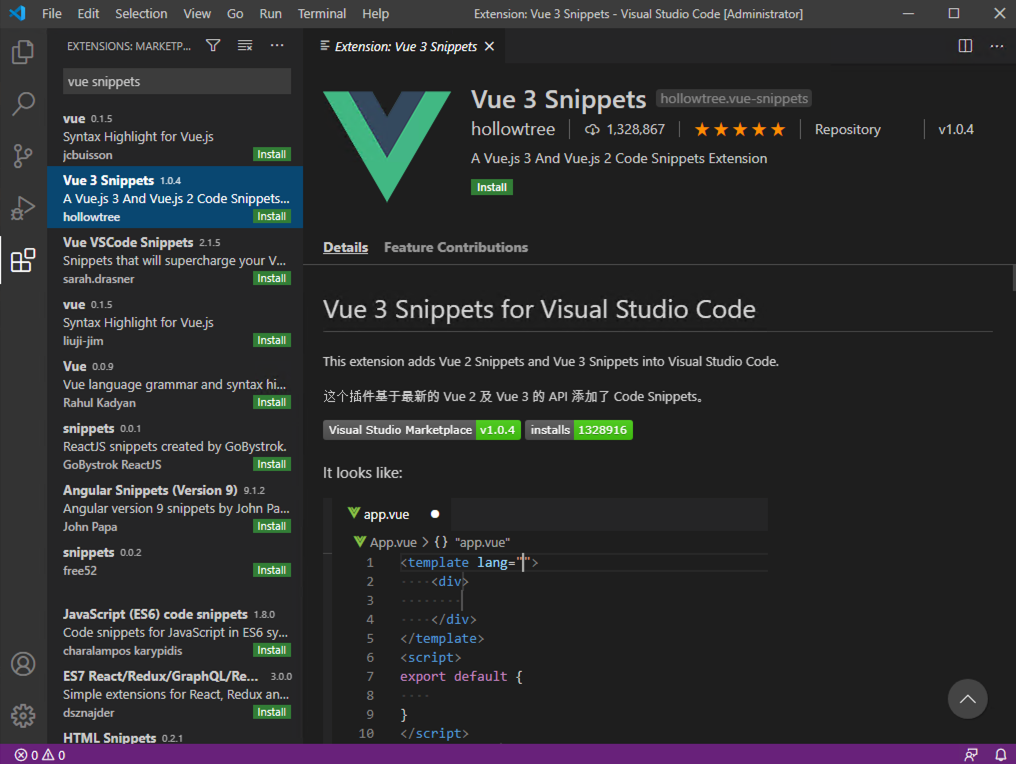 File Edit Selection View Go Run Terminal Help Extension: Vue 3 Snippets - Visual Studio Code [Administrator]
EXTENSIONS: MARKETP...
vue snippets
vue 0.1.5
Syntax Highlight for Vue.js
jcbuisson Install
Vue 3 Snippets 1.0.4
A Vue.js 3 And Vue.js 2 Code Snippets...
hollowtree Install
Vue VSCode Snippets 2.1.5
Snippets that will supercharge your V...
sarah.drasner Install
vue 0.1.5
Syntax Highlight for Vue.js
liuji-jim Install
Vue 0.0.9
Vue language grammar and syntax hi...
Rahul Kadyan Install
snippets 0.0.1
ReactJS snippets created by GoBystrok.
GoBystrok ReactJS Install
Angular Snippets (Version 9) 9.1.2
Angular version 9 snippets by John Pa...
John Papa Install
snippets 0.0.2
free52 Install
JavaScript (ES6) code snippets 1.8.0
Code snippets for JavaScript in ES6 sy...
charalampos karypidis Install
ES7 React/Redux/GraphQL/Re... 3.0.0
Simple extensions for React, Redux an...
dsznajder Install
HTML Snippets 0.2.1
Extension: Vue 3 Snippets
Vue 3 Snippets hollowtree.vue-snippets
hollowtree 1,328,867 Repository v1.0.4
A Vue.js 3 And Vue.js 2 Code Snippets Extension
Install
Details Feature Contributions
Vue 3 Snippets for Visual Studio Code
This extension adds Vue 2 Snippets and Vue 3 Snippets into Visual Studio Code.
这个插件基于最新的 Vue 2 及 Vue 3 的 API 添加了 Code Snippets。
Visual Studio Marketplace v1.0.4 installs 1328916
It looks like:
app.vue
App.vue > {} "app.vue"
1 <template lang="">
2 ····<div>
3 ········
4 ····</div>
5 </template>
6 <script>
7 export default {
8 ····
9 }
10 </script>
0 0